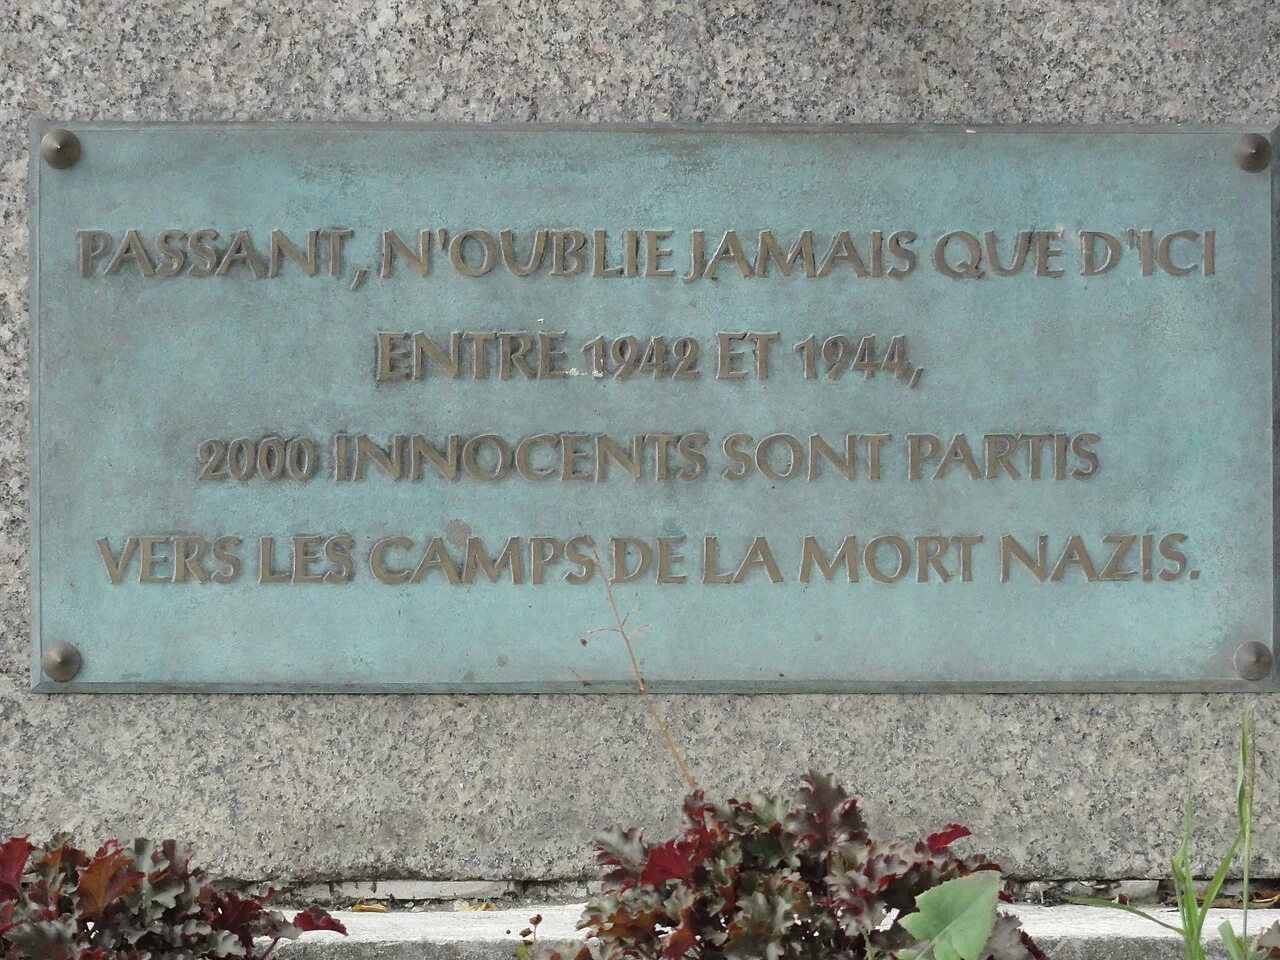 PASSANT, N'OUBLIE JAMAIS QUE D'ICI
ENTRE 1942 ET 1944,
2000 INNOCENTS SONT PARTIS
VERS LES CAMPS DE LA MORT NAZIS.